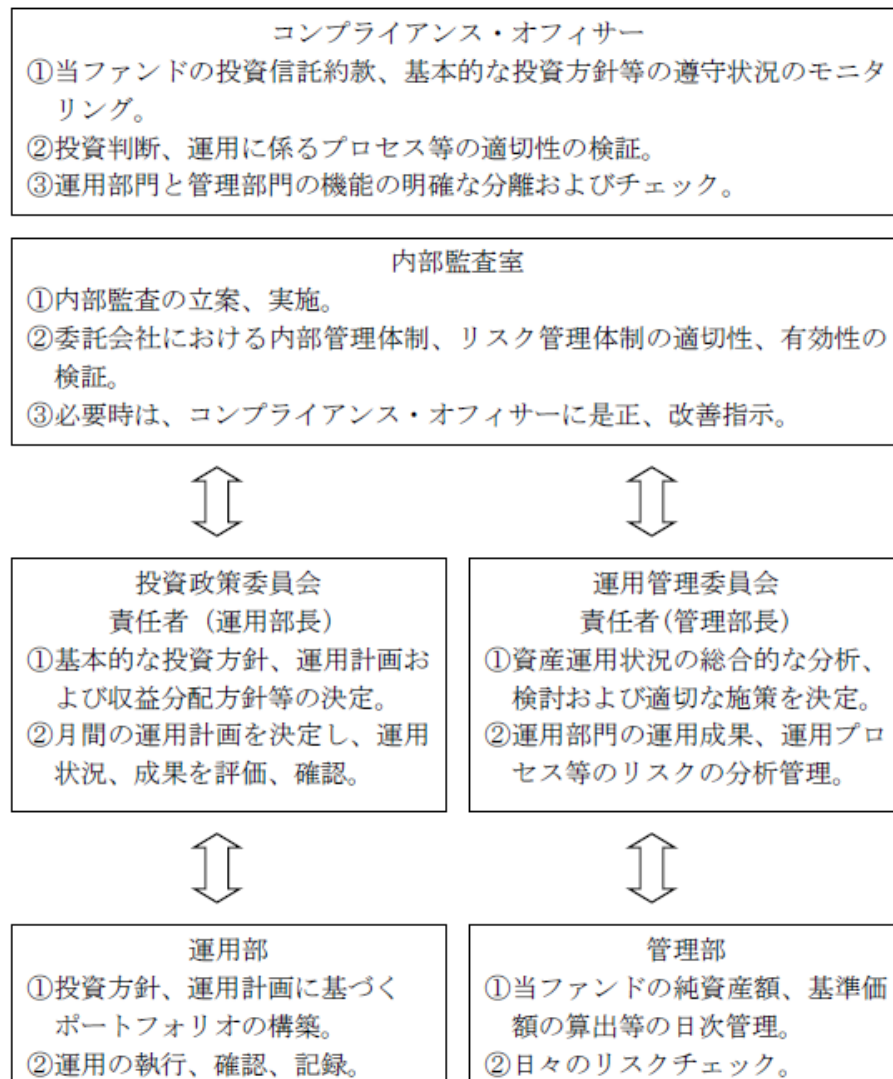 コンプライアンス・オフィサー
①当ファンドの投資信託約款、基本的な投資方針等の遵守状況のモニタ
リング。
②投資判断、運用に係るプロセス等の適切性の検証。
③運用部門と管理部門の機能の明確な分離およびチェック。
内部監査室
①内部監査の立案、実施。
②委託会社における内部管理体制、リスク管理体制の適切性、有効性の
検証。
③必要時は、コンプライアンス・オフィサーに是正、改善指示。
投資政策委員会
責任者（運用部長）
①基本的な投資方針、運用計画お
よび収益分配方針等の決定。
②月間の運用計画を決定し、運用
状況、成果を評価、確認。
運用管理委員会
責任者(管理部長)
①資産運用状況の総合的な分析、
検討および適切な施策を決定。
②運用部門の運用成果、運用プロ
セス等のリスクの分析管理。
運用部
①投資方針、運用計画に基づく
ポートフォリオの構築。
②運用の執行、確認、記録。
管理部
①当ファンドの純資産額、基準価
額の算出等の日次管理。
②日々のリスクチェック。